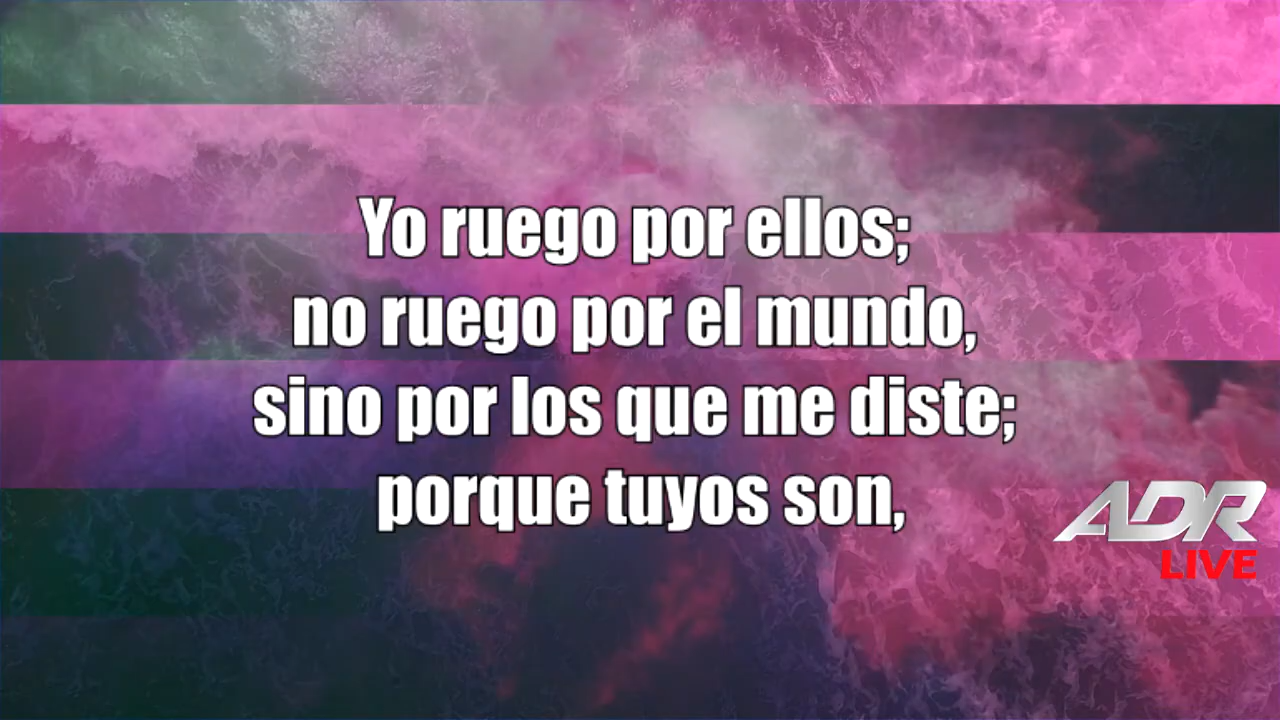 Yo ruego por ellos;
no ruego por el mundo,
sino por los que me diste;
porque tuyos son,
ADR
LIVE